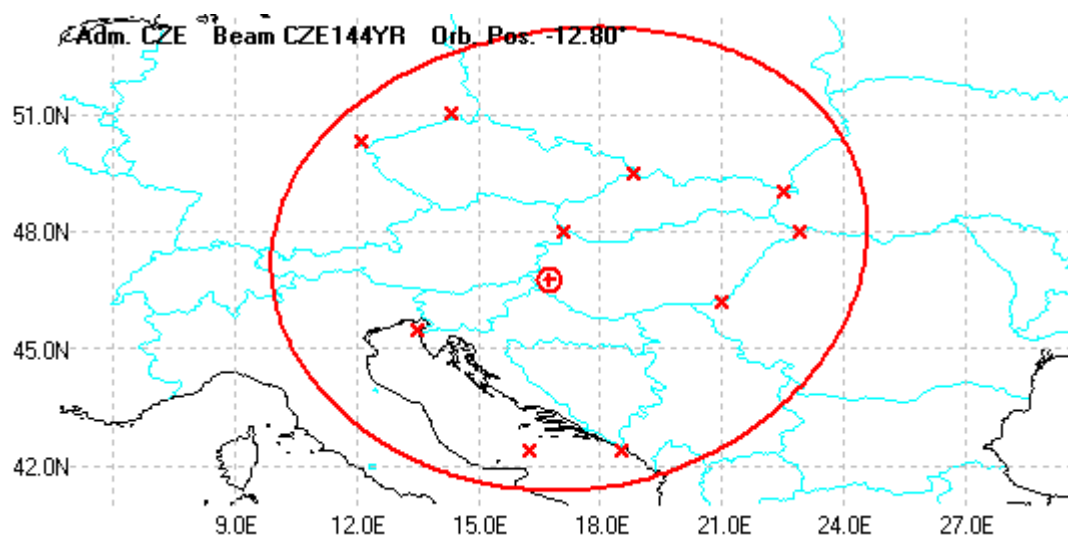 Adm. CZE Beam CZE144YR Orb. Pos. -12.80°
51.0N
48.0N
45.0N
42.0N
9.0E 12.0E 15.0E 18.0E 21.0E 24.0E 27.0E